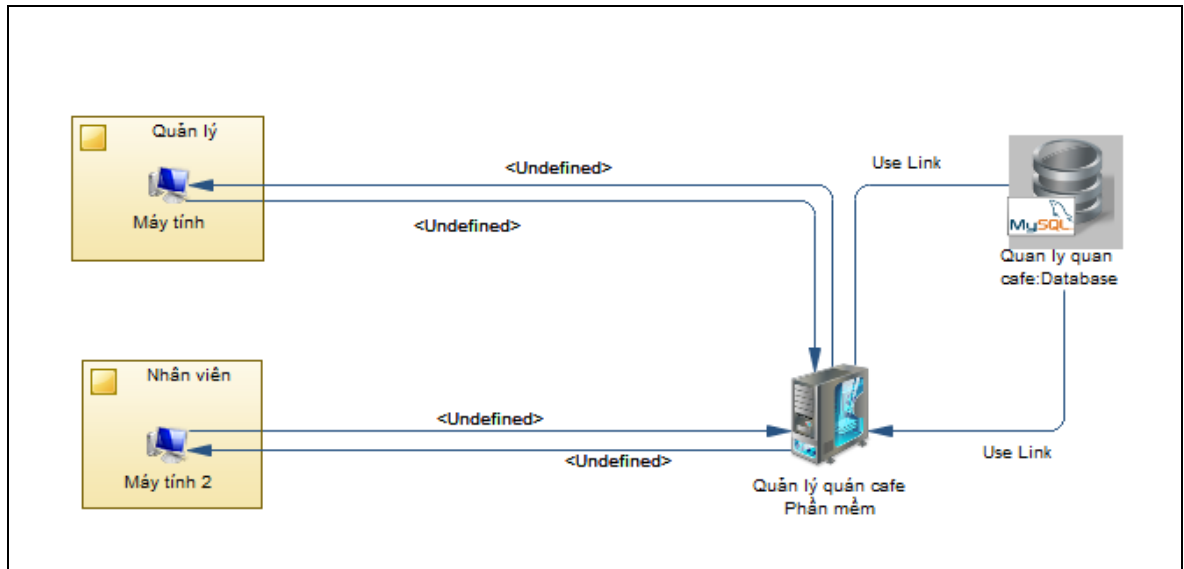 Quản lý
Máy tính
<Undefined>
<Undefined>
Use Link
MySQL
Quan ly quan
cafe:Database
Nhân viên
Máy tính 2
<Undefined>
<Undefined>
Use Link
Quản lý quán cafe
Phần mềm